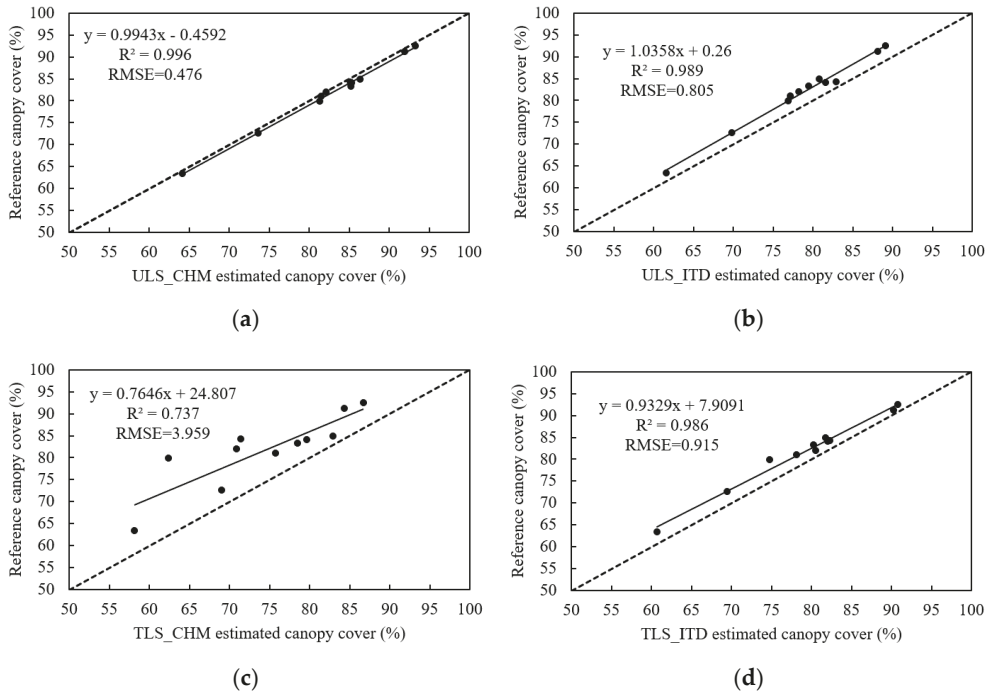 y = 0.9943x - 0.4592
R² = 0.996
RMSE=0.476
Reference canopy cover (%)
100
95
90
85
80
75
70
65
60
55
50
50 55 60 65 70 75 80 85 90 95 100
ULS_CHM estimated canopy cover (%)
(a)
y = 1.0358x + 0.26
R² = 0.989
RMSE=0.805
Reference canopy cover (%)
100
95
90
85
80
75
70
65
60
55
50
50 55 60 65 70 75 80 85 90 95 100
ULS_ITD estimated canopy cover (%)
(b)
y = 0.7646x + 24.807
R² = 0.737
RMSE=3.959
Reference canopy cover (%)
100
95
90
85
80
75
70
65
60
55
50
50 55 60 65 70 75 80 85 90 95 100
TLS_CHM estimated canopy cover (%)
(c)
y = 0.9329x + 7.9091
R² = 0.986
RMSE=0.915
Reference canopy cover (%)
100
95
90
85
80
75
70
65
60
55
50
50 55 60 65 70 75 80 85 90 95 100
TLS_ITD estimated canopy cover (%)
(d)